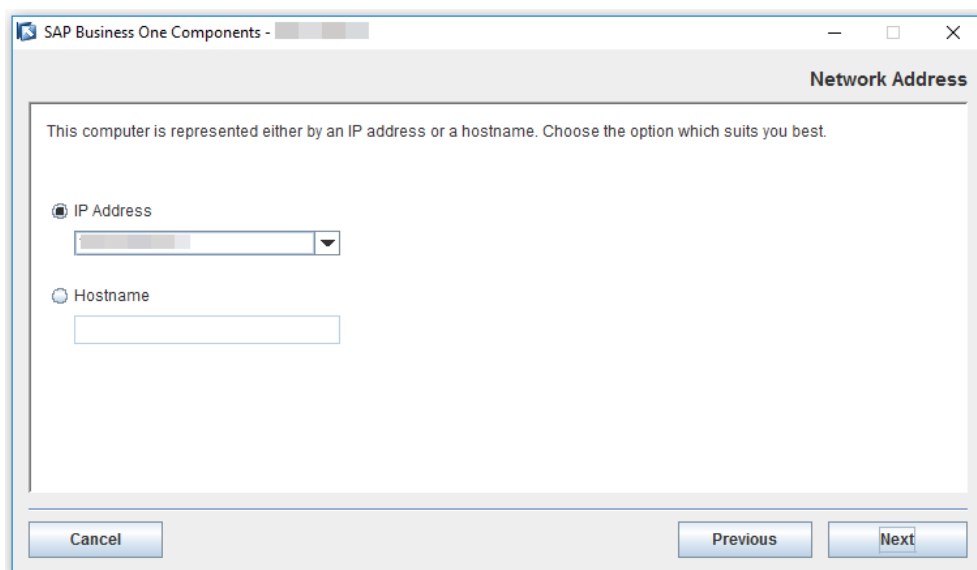 SAP Business One Components -
Network Address
This computer is represented either by an IP address or a hostname. Choose the option which suits you best.
IP Address
Hostname
Cancel
Previous
Next